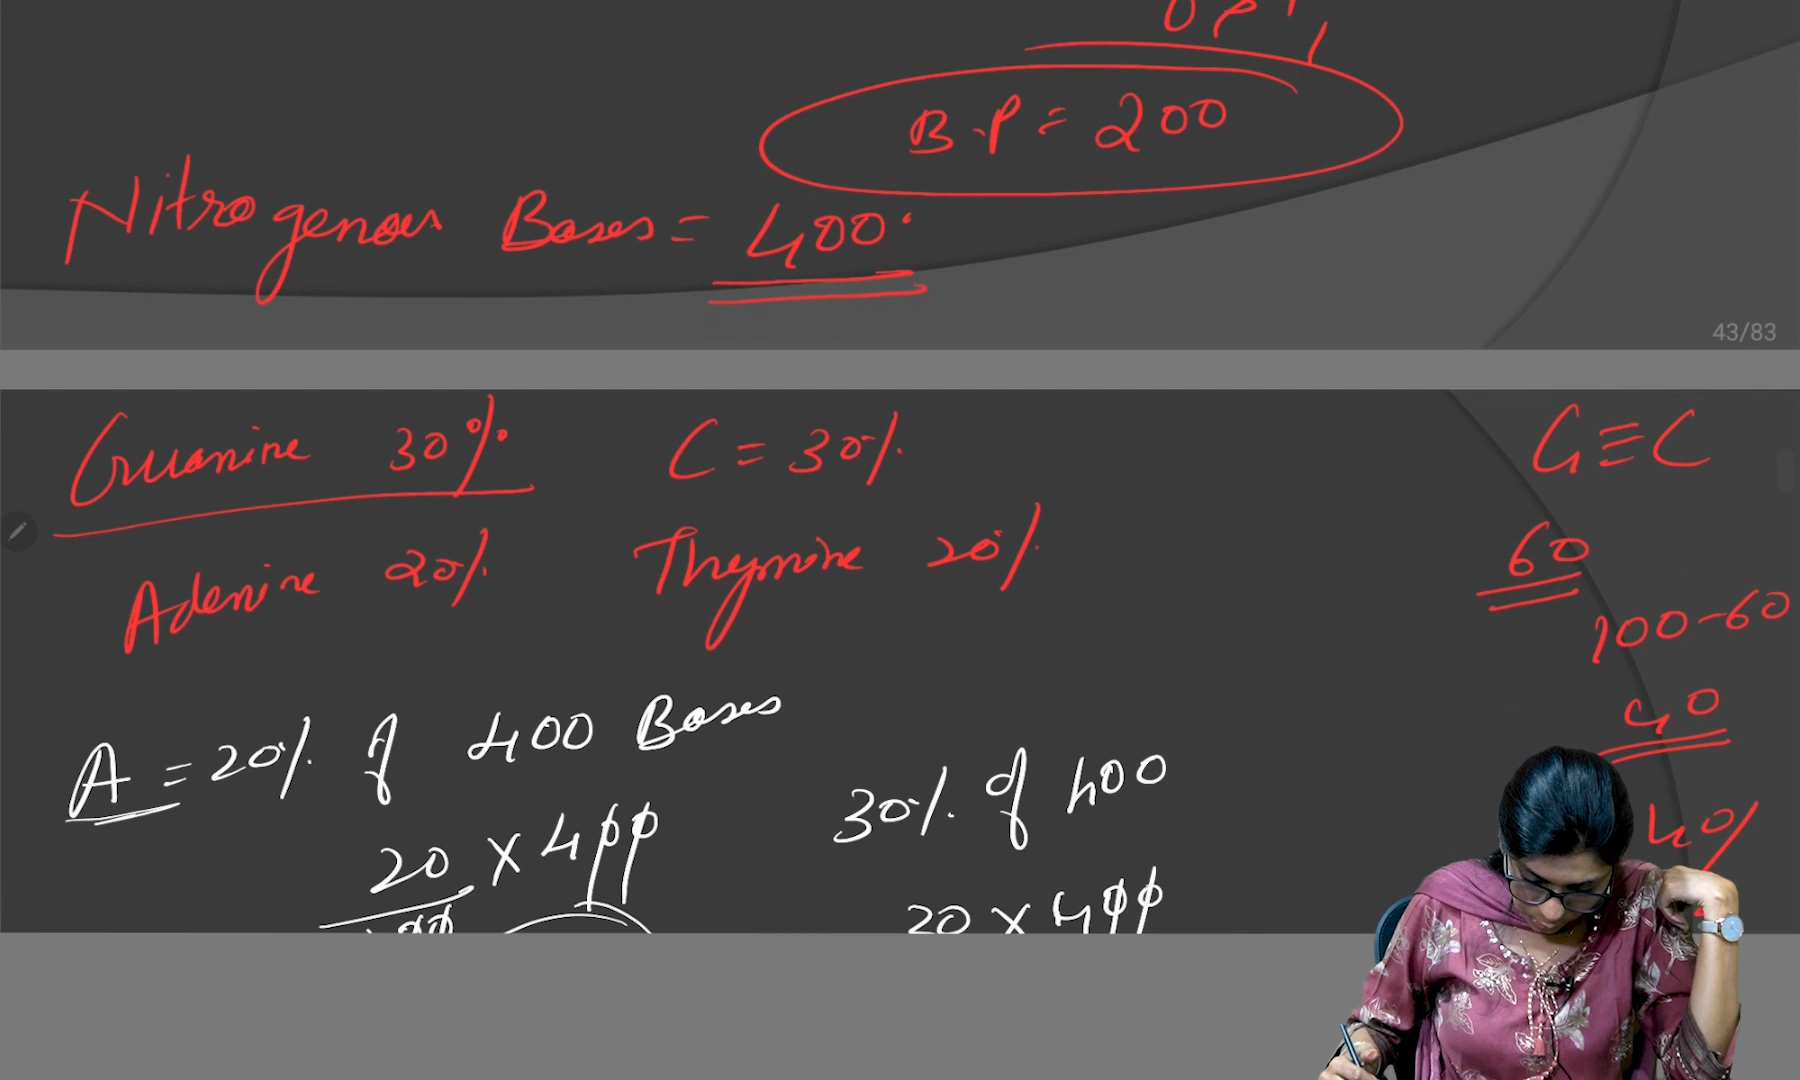 B.P = 200
Nitrogenous Bases = 400.
43/83
Guanine 30% C = 30% G≡C
Adenine 20% Thymine 20% 60
100-60
40
A = 20% of 400 Bases
40%
20 × 400 30% of 400
100 20 × 400